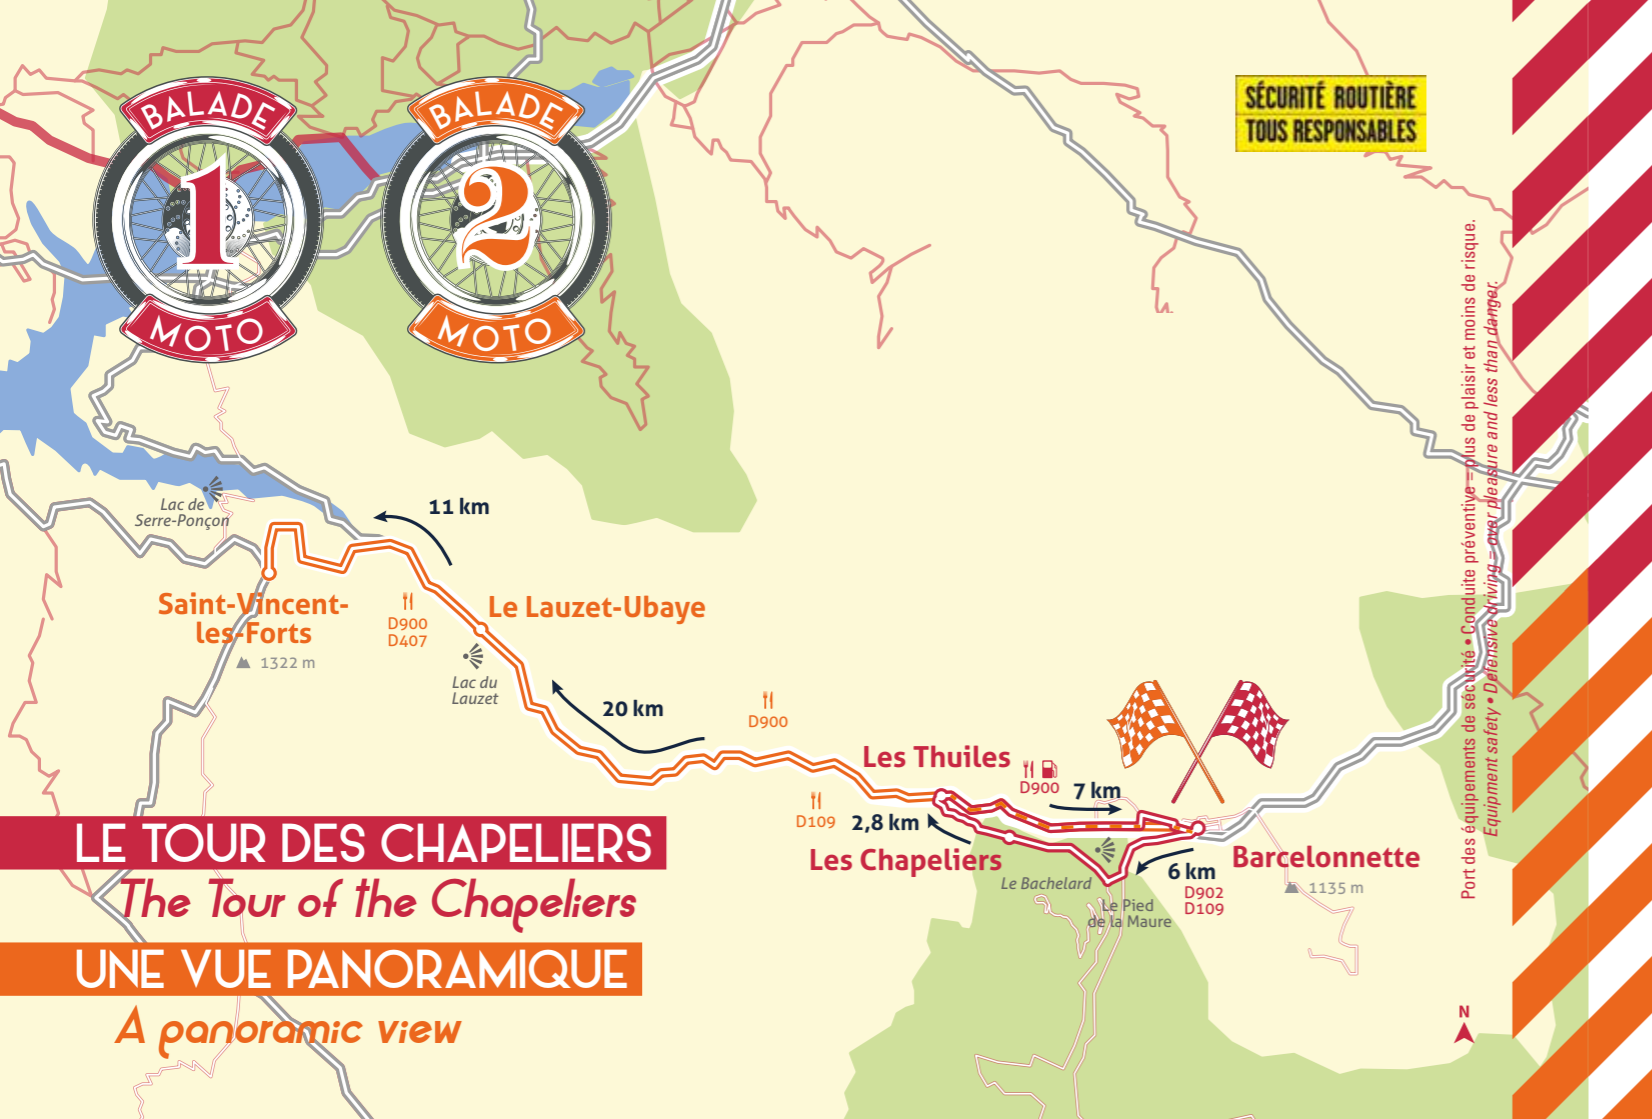 BALADE
1
MOTO
BALADE
2
MOTO
SÉCURITÉ ROUTIÈRE
TOUS RESPONSABLES
Port des équipements de sécurité • Conduite préventive = plus de plaisir et moins de risque.
Equipment safety • Defensive driving = over pleasure and less than danger.
Lac de
Serre-Ponçon
11 km
Saint-Vincent-
les-Forts
1322 m
D900
D407
Le Lauzet-Ubaye
Lac du
Lauzet
20 km
D900
Les Thuiles
D900
7 km
D109
2,8 km
Les Chapeliers
6 km
D902
D109
Barcelonnette
1135 m
Le Bachelard
Le Pied
de la Maure
LE TOUR DES CHAPELIERS
The Tour of the Chapeliers
UNE VUE PANORAMIQUE
A panoramic view
N